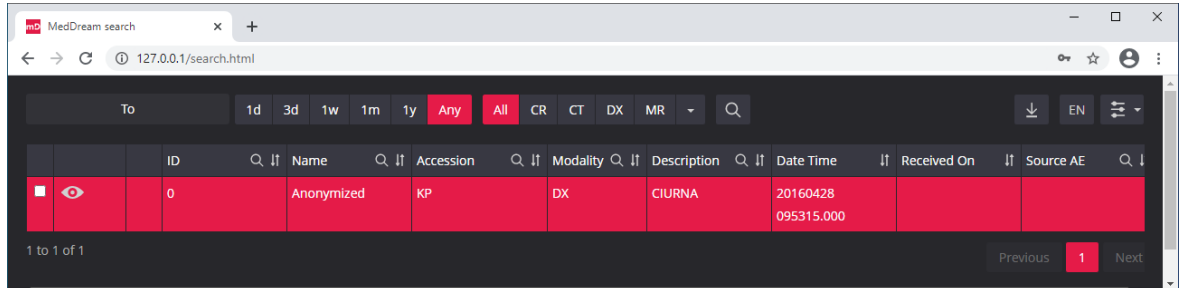 mD MedDream search
127.0.0.1/search.html
To 1d 3d 1w 1m 1y Any All CR CT DX MR EN
ID Name Accession Modality Description Date Time Received On Source AE
0 Anonymized KP DX CIURNA 20160428
095315.000
1 to 1 of 1
Previous 1 Next